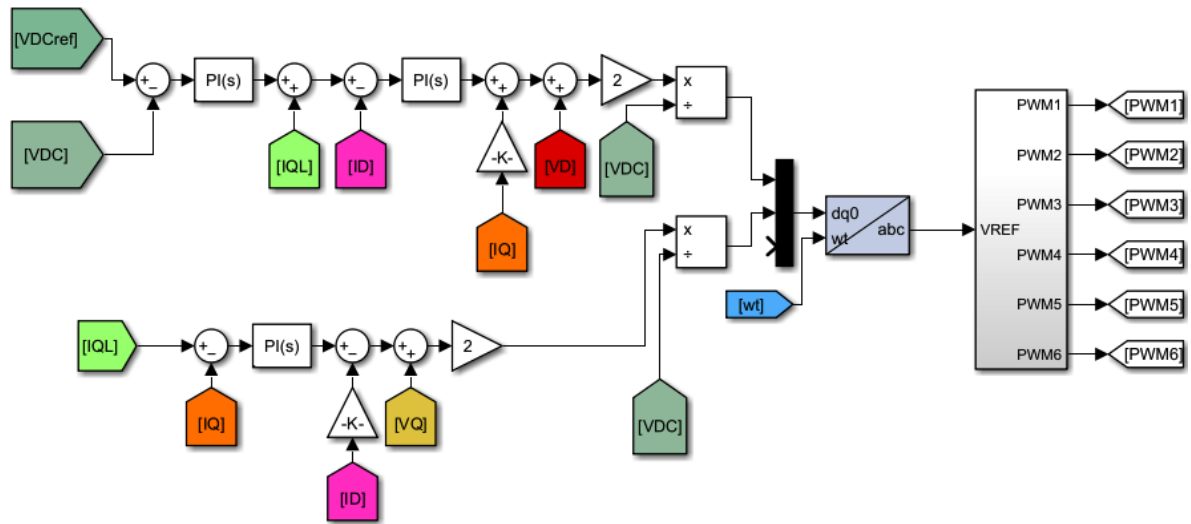 [VDCref]
+
−
PI(s)
+
+
+
−
PI(s)
+
+
+
+
2
x
÷
[VDC]
[IQL]
[ID]
-K-
[VD]
[VDC]
[IQ]
x
÷
[wt]
dq0
wt
abc
VREF
PWM1
PWM2
PWM3
PWM4
PWM5
PWM6
[PWM1]
[PWM2]
[PWM3]
[PWM4]
[PWM5]
[PWM6]
[IQL]
+
−
PI(s)
+
−
+
+
2
[IQ]
-K-
[VQ]
[VDC]
[ID]